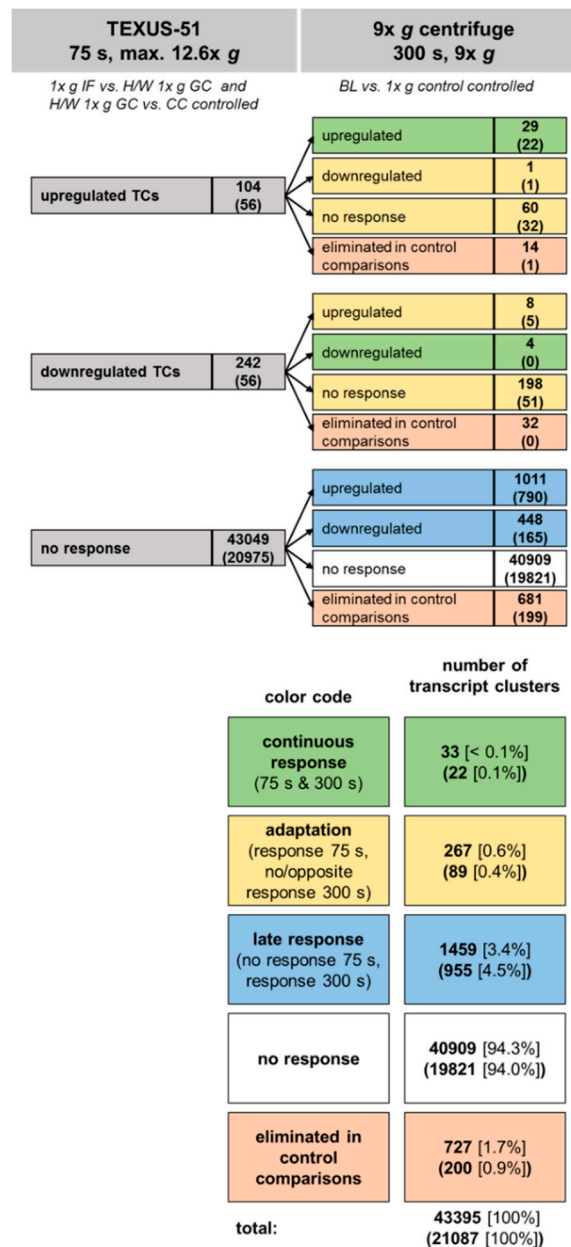 TEXUS-51
75 s, max. 12.6x g
9x g centrifuge
300 s, 9x g
1x g IF vs. H/W 1x g GC and
H/W 1x g GC vs. CC controlled
BL vs. 1x g control controlled
upregulated TCs
104
(56)
upregulated
29
(22)
downregulated
1
(1)
no response
60
(32)
eliminated in control
comparisons
14
(1)
downregulated TCs
242
(56)
upregulated
8
(5)
downregulated
4
(0)
no response
198
(51)
eliminated in control
comparisons
32
(0)
no response
43049
(20975)
upregulated
1011
(790)
downregulated
448
(165)
no response
40909
(19821)
eliminated in control
comparisons
681
(199)
color code
number of
transcript clusters
continuous
response
(75 s & 300 s)
33 [< 0.1%]
(22 [0.1%])
adaptation
(response 75 s,
no/opposite
response 300 s)
267 [0.6%]
(89 [0.4%])
late response
(no response 75 s,
response 300 s)
1459 [3.4%]
(955 [4.5%])
no response
40909 [94.3%]
(19821 [94.0%])
eliminated in
control
comparisons
727 [1.7%]
(200 [0.9%])
total:
43395 [100%]
(21087 [100%])